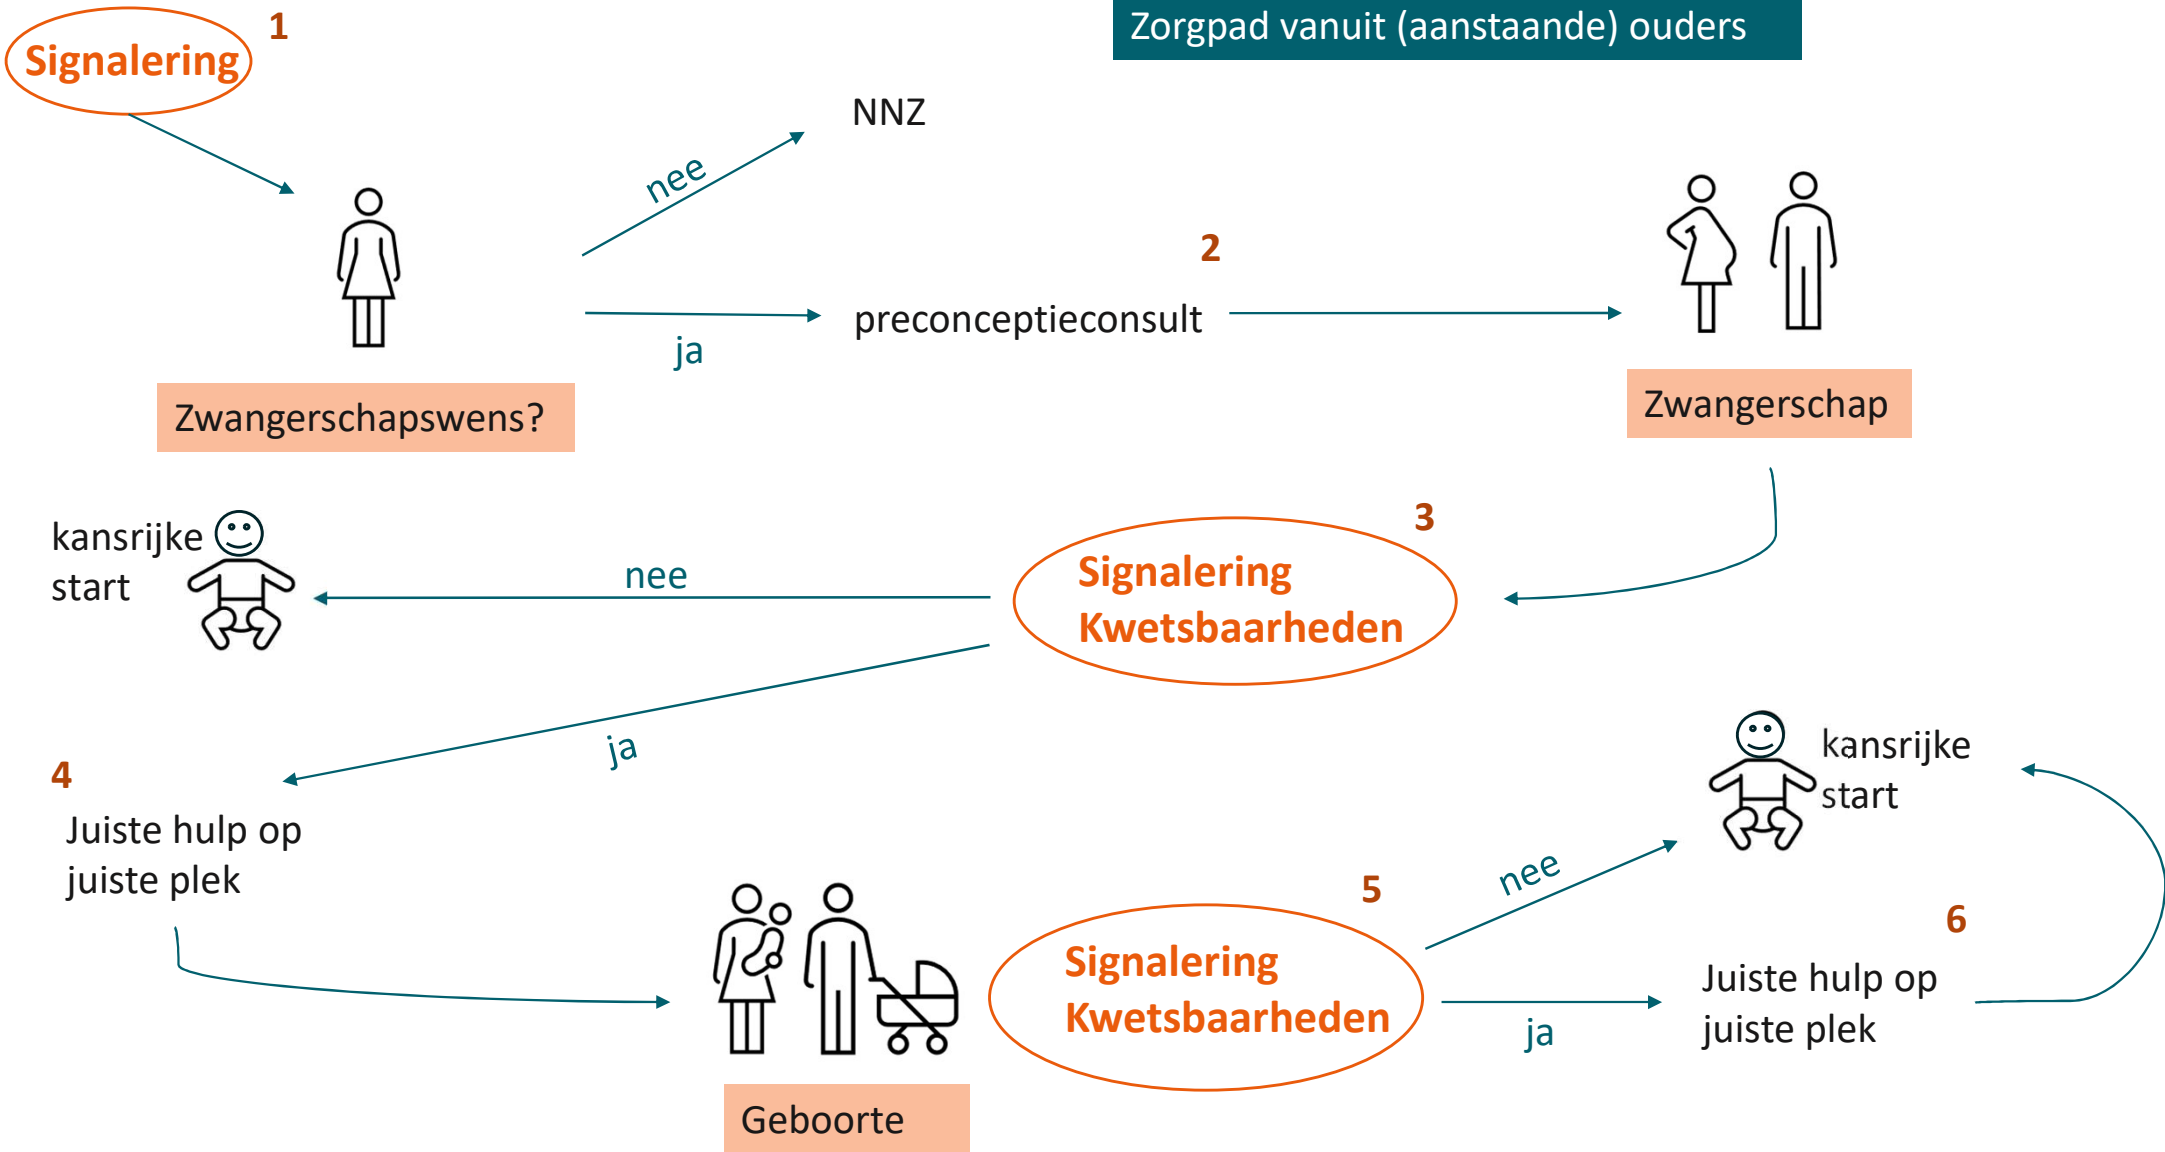 Zorgpad vanuit (aanstaande) ouders
1
Signalering
NNZ
nee
2
ja
preconceptieconsult
Zwangerschapswens?
Zwangerschap
3
kansrijke
start
nee
Signalering
Kwetsbaarheden
ja
4
Juiste hulp op
juiste plek
kansrijke
start
nee
5
6
Signalering
Kwetsbaarheden
ja
Juiste hulp op
juiste plek
Geboorte